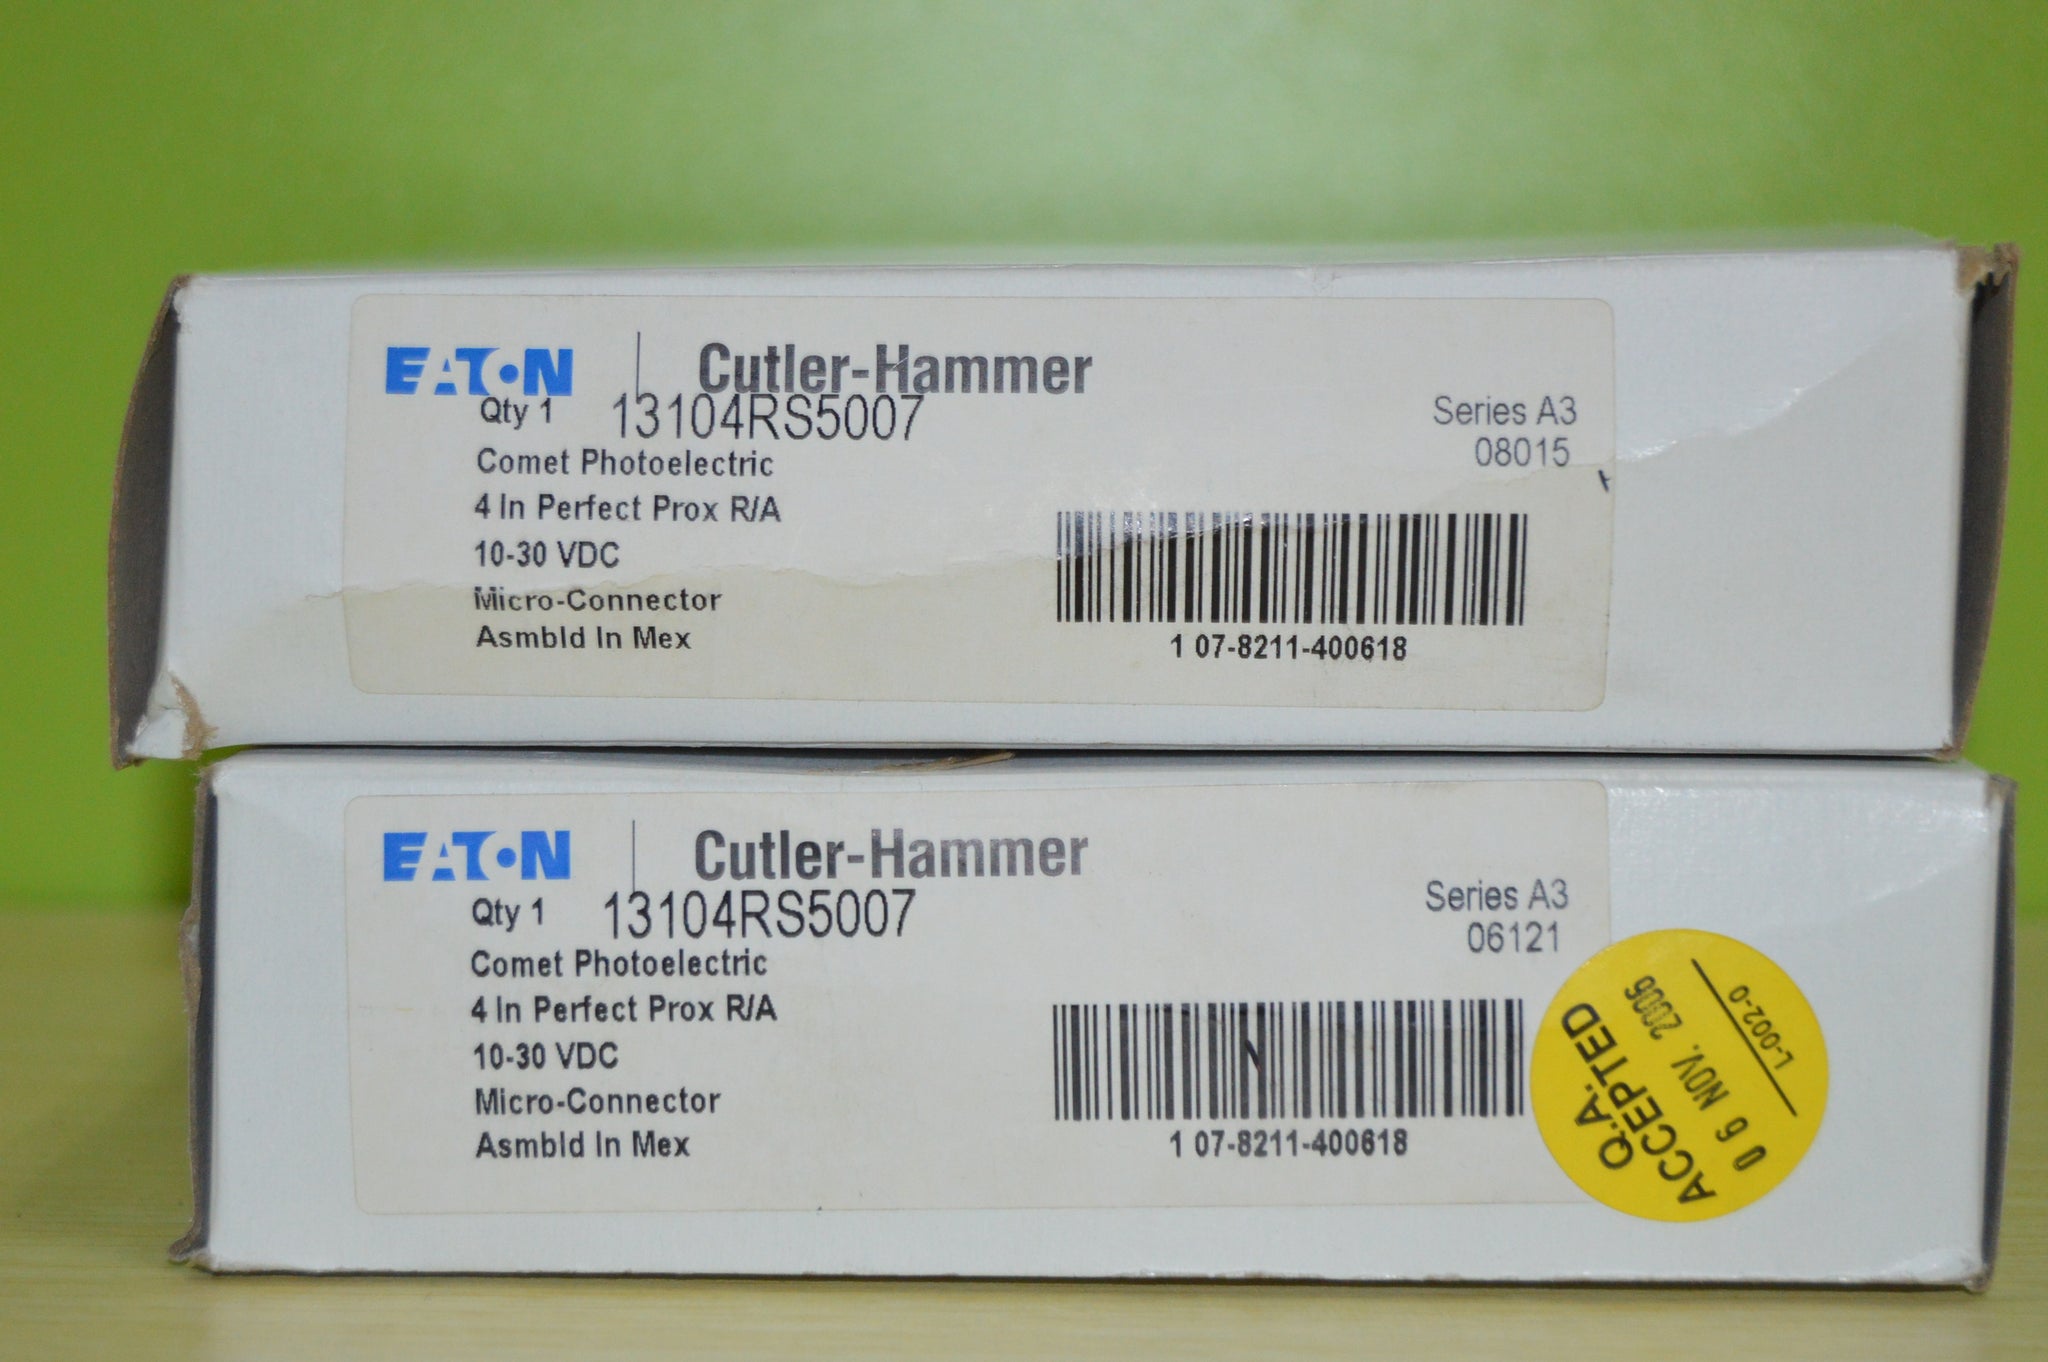 EATON Cutler-Hammer
Qty 1 13104RS5007
Series A3
08015
Comet Photoelectric
4 In Perfect Prox R/A
10-30 VDC
Micro-Connector
Asmbld In Mex
1 07-8211-400618
EATON Cutler-Hammer
Qty 1 13104RS5007
Series A3
06121
Comet Photoelectric
4 In Perfect Prox R/A
10-30 VDC
Micro-Connector
Asmbld In Mex
1 07-8211-400618
Q.A.
ACCEPTED
06 NOV. 2006
L-002-0